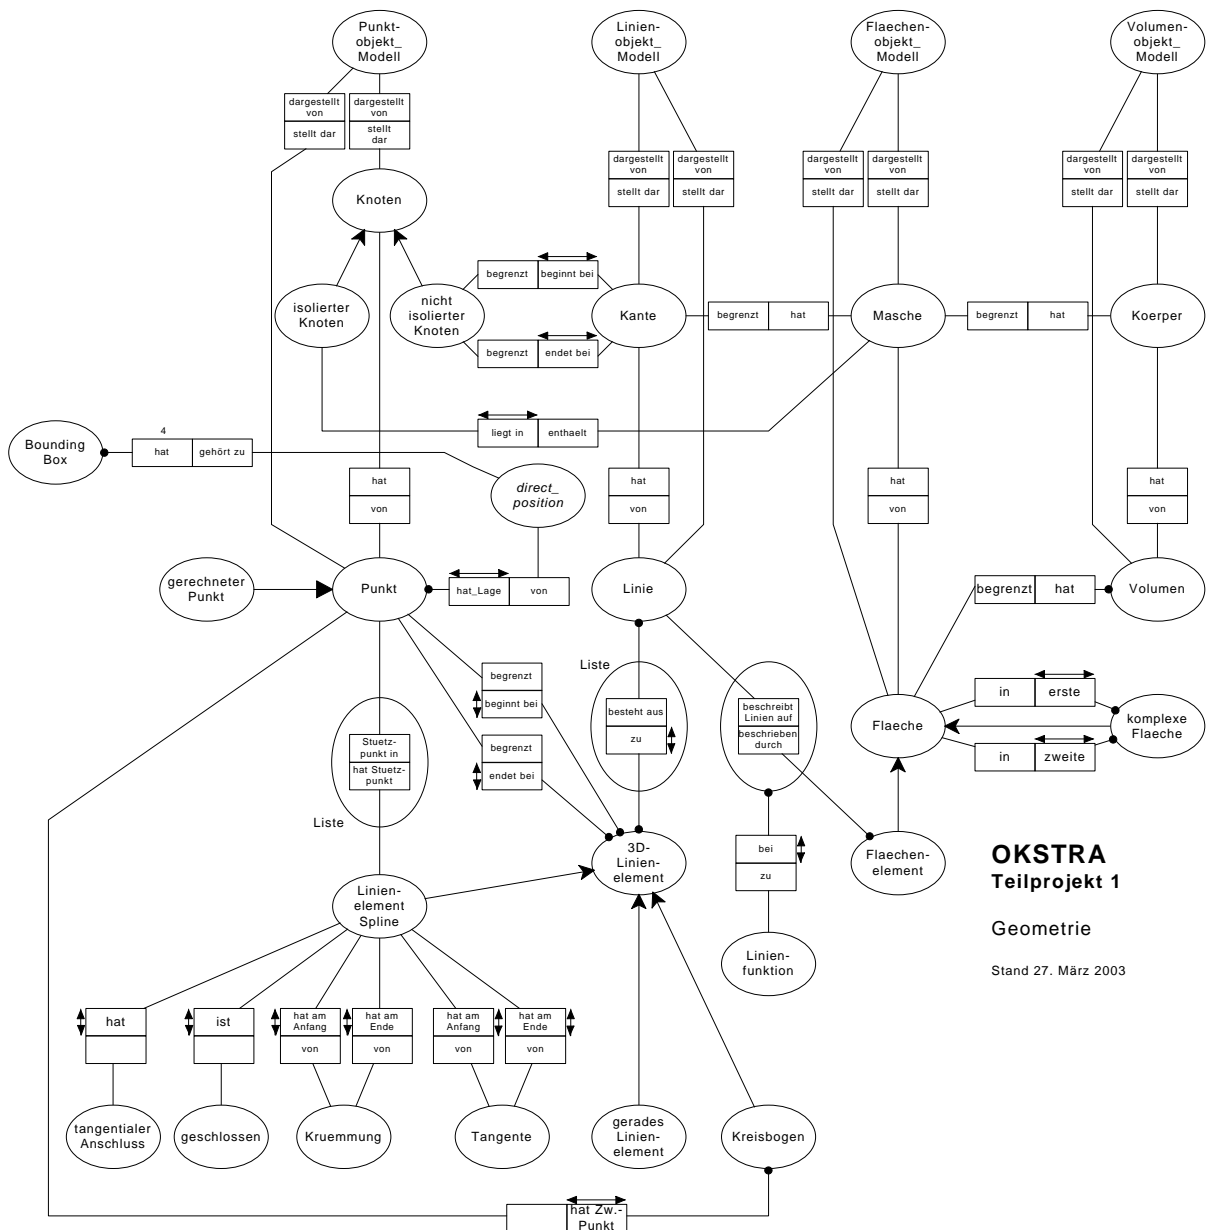 Punkt-
objekt_
Modell
Linien-
objekt_
Modell
Flaechen-
objekt_
Modell
Volumen-
objekt_
Modell
dargestellt
von
stellt dar
dargestellt
von
stellt
dar
dargestellt
von
stellt dar
dargestellt
von
stellt dar
dargestellt
von
stellt dar
dargestellt
von
stellt dar
dargestellt
von
stellt dar
dargestellt
von
stellt dar
Knoten
begrenzt
beginnt bei
isolierter
Knoten
nicht
isolierter
Knoten
Kante
begrenzt
hat
Masche
begrenzt
hat
Koerper
begrenzt
endet bei
liegt in
enthaelt
Bounding
Box
4
hat
gehört zu
direct_
position
hat
von
hat
von
hat
von
hat
von
gerechneter
Punkt
Punkt
hat_Lage
von
Linie
begrenzt
hat
Volumen
Liste
begrenzt
beginnt bei
besteht aus
zu
beschreibt
Linien auf
beschrieben
durch
Flaeche
in
erste
komplexe
Flaeche
in
zweite
Stuetz-
punkt in
hat Stuetz-
punkt
begrenzt
endet bei
Liste
3D-
Linien-
element
bei
zu
Flaechen-
element
OKSTRA
Teilprojekt 1
Geometrie
Stand 27. März 2003
Linien-
element
Spline
Linien-
funktion
hat
ist
hat am
Anfang
von
hat am
Ende
von
hat am
Anfang
von
hat am
Ende
von
tangentialer
Anschluss
geschlossen
Kruemmung
Tangente
gerades
Linien-
element
Kreisbogen
hat Zw.-
Punkt